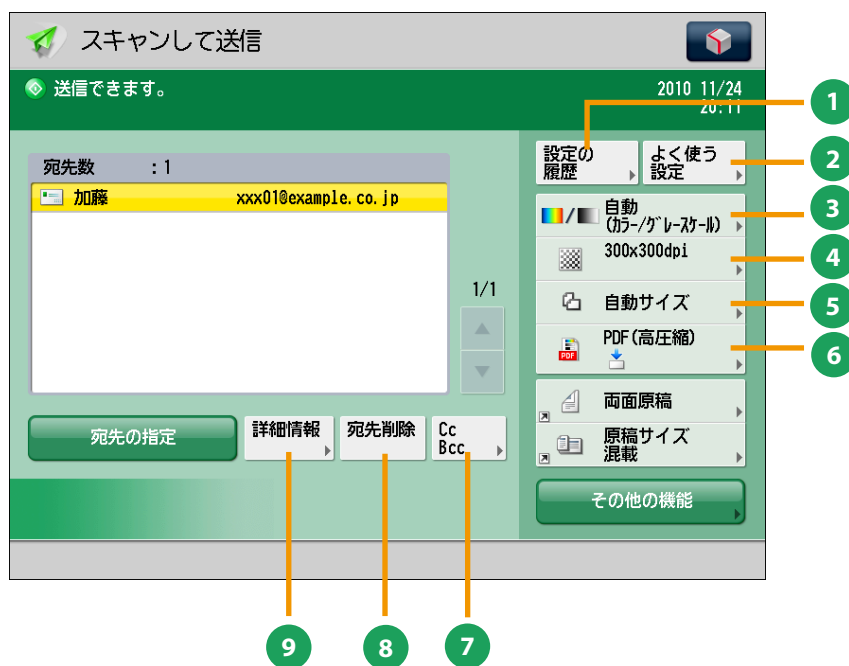 スキャンして送信
送信できます。
2010 11/24
20:11
宛先数 :1
加藤 xxx01@example.co.jp
1/1
宛先の指定
詳細情報
宛先削除
Cc
Bcc
設定の
履歴
よく使う
設定
自動
(ｶﾗｰ/ｸﾞﾚｰｽｹｰﾙ)
300x300dpi
自動サイズ
PDF
PDF(高圧縮)
両面原稿
原稿サイズ
混載
その他の機能
1
2
3
4
5
6
9
8
7